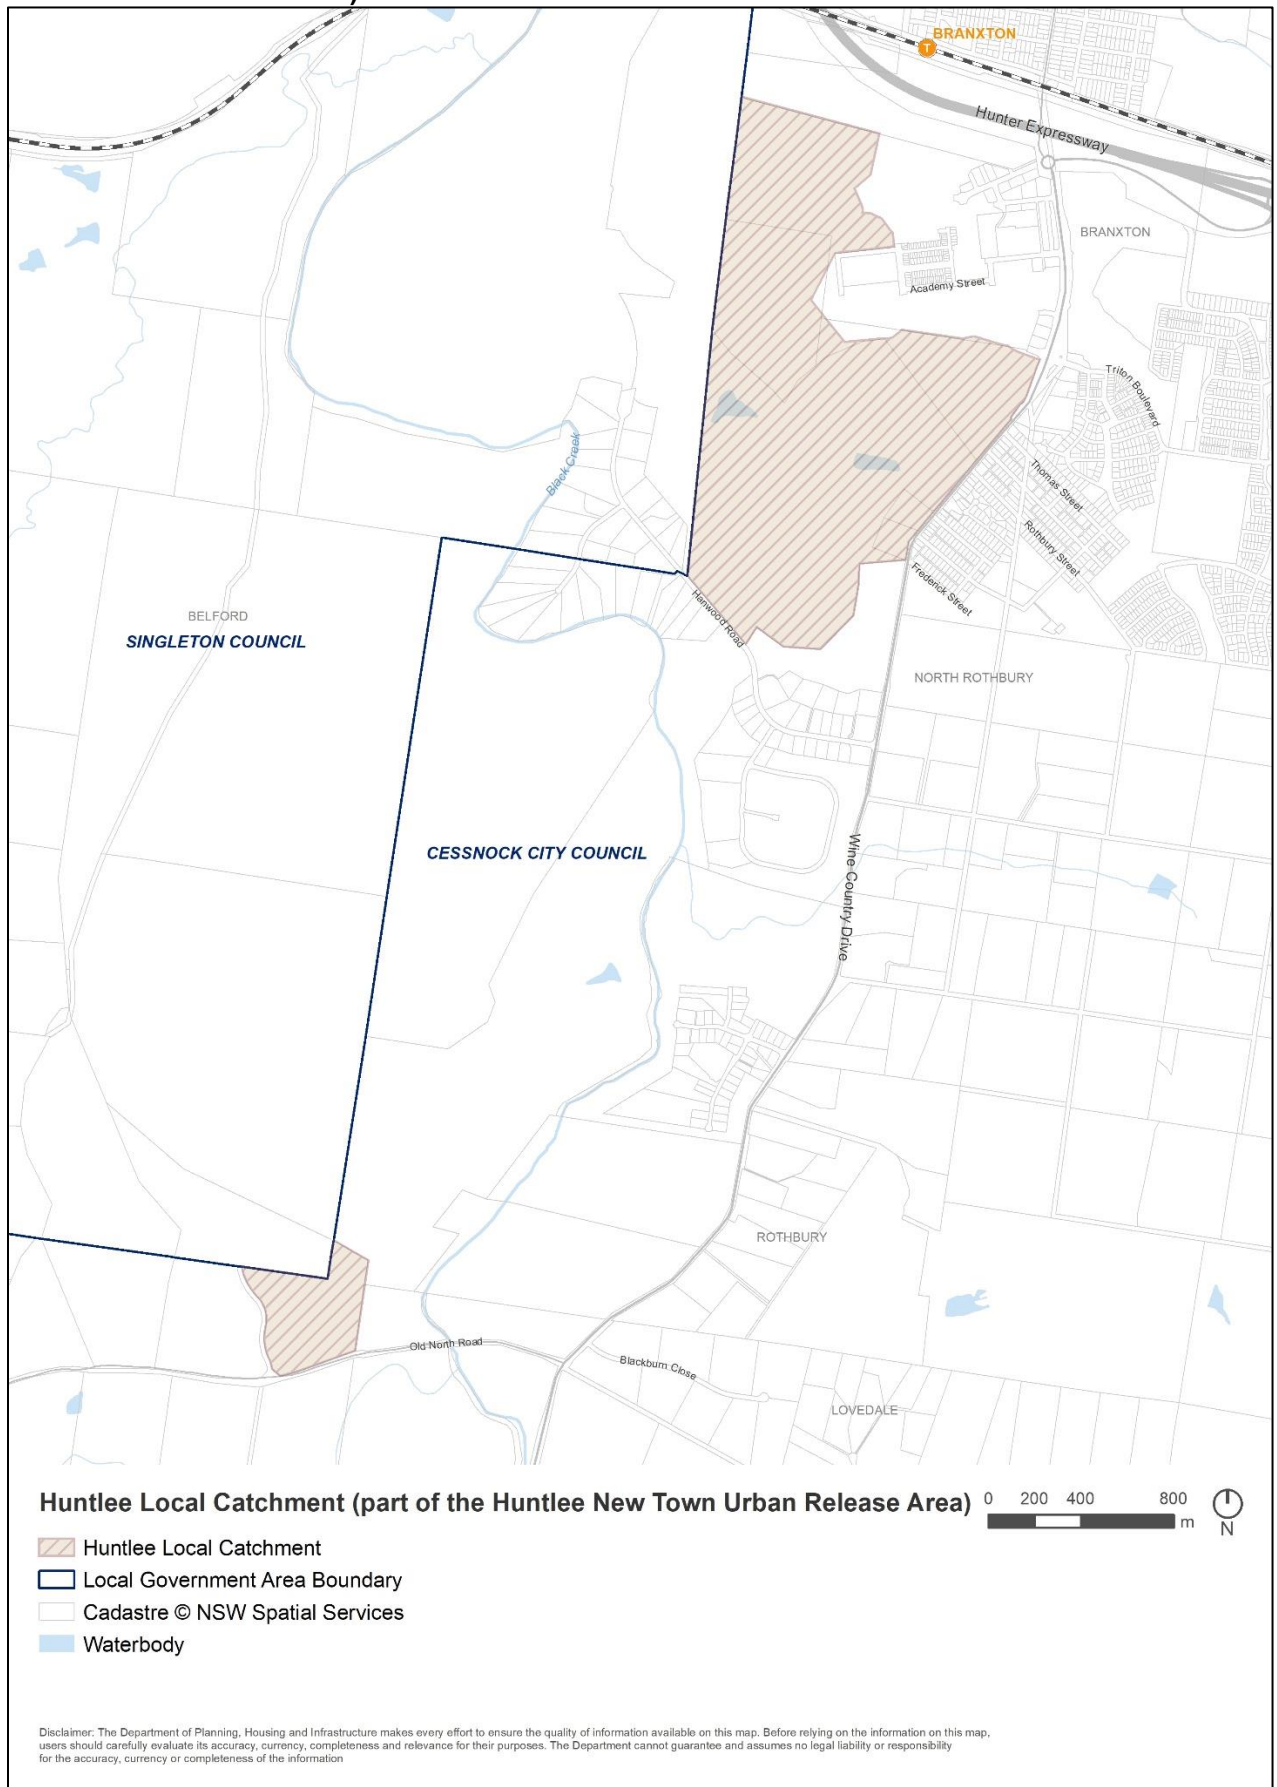 BRANXTON
T
Hunter Expressway
BRANXTON
Academy Street
Triton Boulevard
Black Creek
Thomas Street
Rothbury Street
Frederick Street
Hanwood Road
BELFORD
SINGLETON COUNCIL
NORTH ROTHBURY
CESSNOCK CITY COUNCIL
Wine Country Drive
ROTHBURY
Old North Road
Blackburn Close
LOVEDALE
Huntlee Local Catchment (part of the Huntlee New Town Urban Release Area)
0 200 400 800
m
N
Huntlee Local Catchment
Local Government Area Boundary
Cadastre © NSW Spatial Services
Waterbody
Disclaimer: The Department of Planning, Housing and Infrastructure makes every effort to ensure the quality of information available on this map. Before relying on the information on this map,
users should carefully evaluate its accuracy, currency, completeness and relevance for their purposes. The Department cannot guarantee and assumes no legal liability or responsibility
for the accuracy, currency or completeness of the information